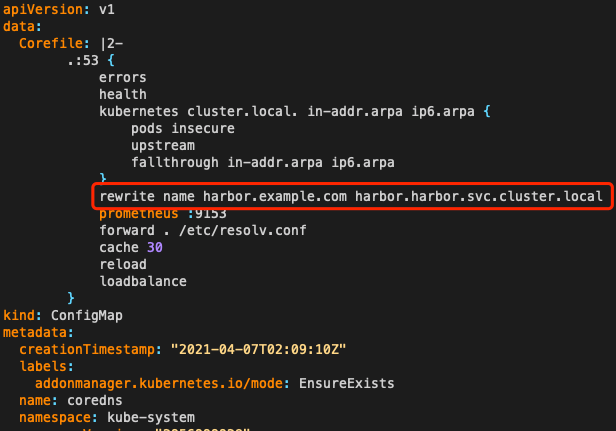 apiVersion: v1
data:
Corefile: |2-
.:53 {
errors
health
kubernetes cluster.local. in-addr.arpa ip6.arpa {
pods insecure
upstream
fallthrough in-addr.arpa ip6.arpa
}
rewrite name harbor.example.com harbor.harbor.svc.cluster.local
prometheus :9153
forward . /etc/resolv.conf
cache 30
reload
loadbalance
}
kind: ConfigMap
metadata:
creationTimestamp: "2021-04-07T02:09:10Z"
labels:
addonmanager.kubernetes.io/mode: EnsureExists
name: coredns
namespace: kube-system